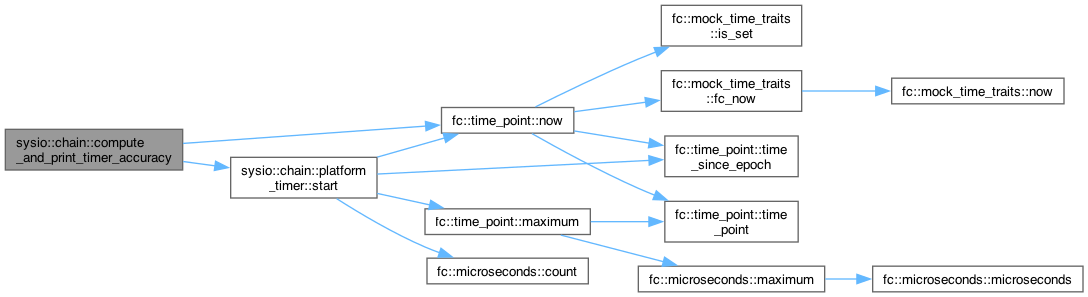 sysio::chain::compute
_and_print_timer_accuracy
sysio::chain::platform
_timer::start
fc::time_point::now
fc::time_point::maximum
fc::microseconds::count
fc::mock_time_traits
::is_set
fc::mock_time_traits
::fc_now
fc::time_point::time
_since_epoch
fc::time_point::time
_point
fc::microseconds::maximum
fc::mock_time_traits::now
fc::microseconds::microseconds